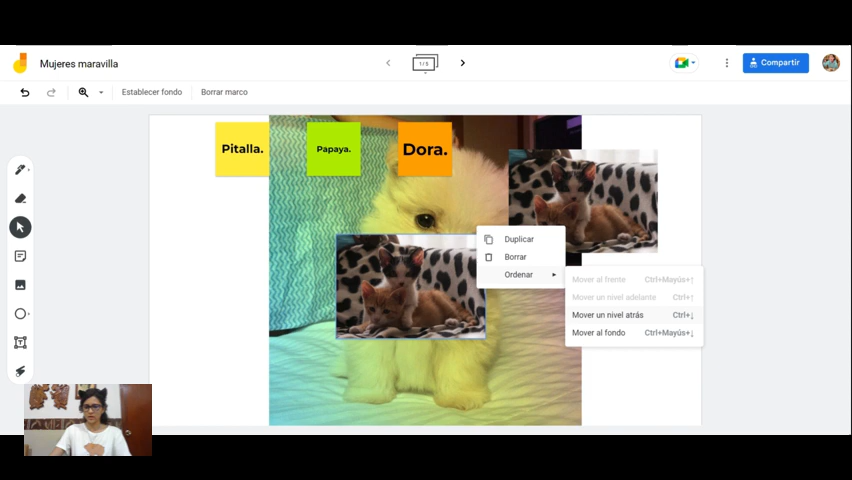 Mujeres maravilla
1/5
Compartir
Establecer fondo
Borrar marco
Pitalla.
Papaya.
Dora.
Duplicar
Borrar
Ordenar
Mover al frente Ctrl+Mayús+↑
Mover un nivel adelante Ctrl+↑
Mover un nivel atrás Ctrl+↓
Mover al fondo Ctrl+Mayús+↓